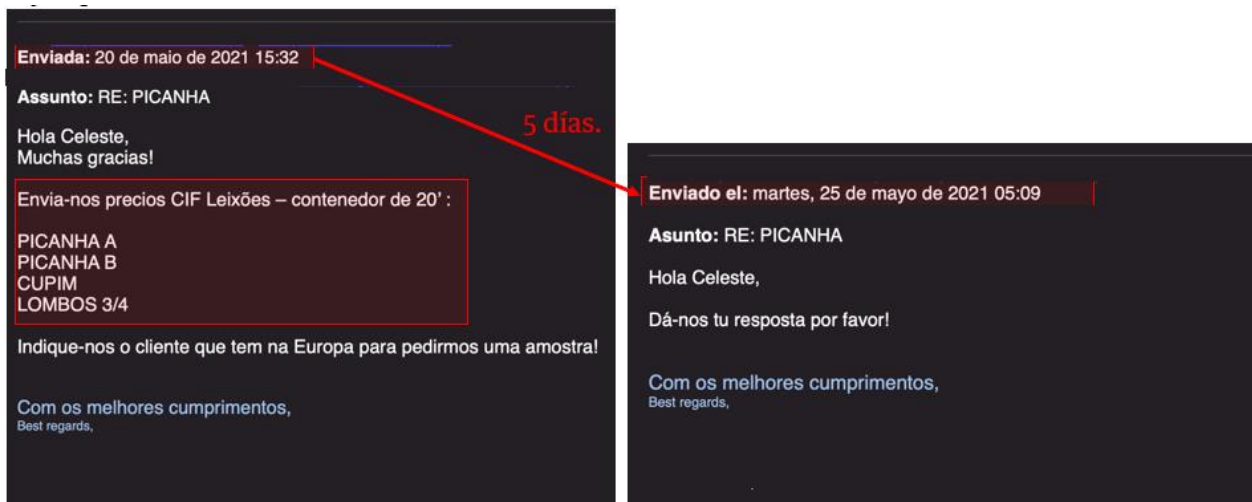 Enviada: 20 de maio de 2021 15:32
Assunto: RE: PICANHA
Hola Celeste,
Muchas gracias!
Envia-nos precios CIF Leixões – contenedor de 20' :
PICANHA A
PICANHA B
CUPIM
LOMBOS 3/4
Indique-nos o cliente que tem na Europa para pedirmos uma amostra!
Com os melhores cumprimentos,
Best regards,
5 días.
Enviado el: martes, 25 de mayo de 2021 05:09
Asunto: RE: PICANHA
Hola Celeste,
Dá-nos tu resposta por favor!
Com os melhores cumprimentos,
Best regards,